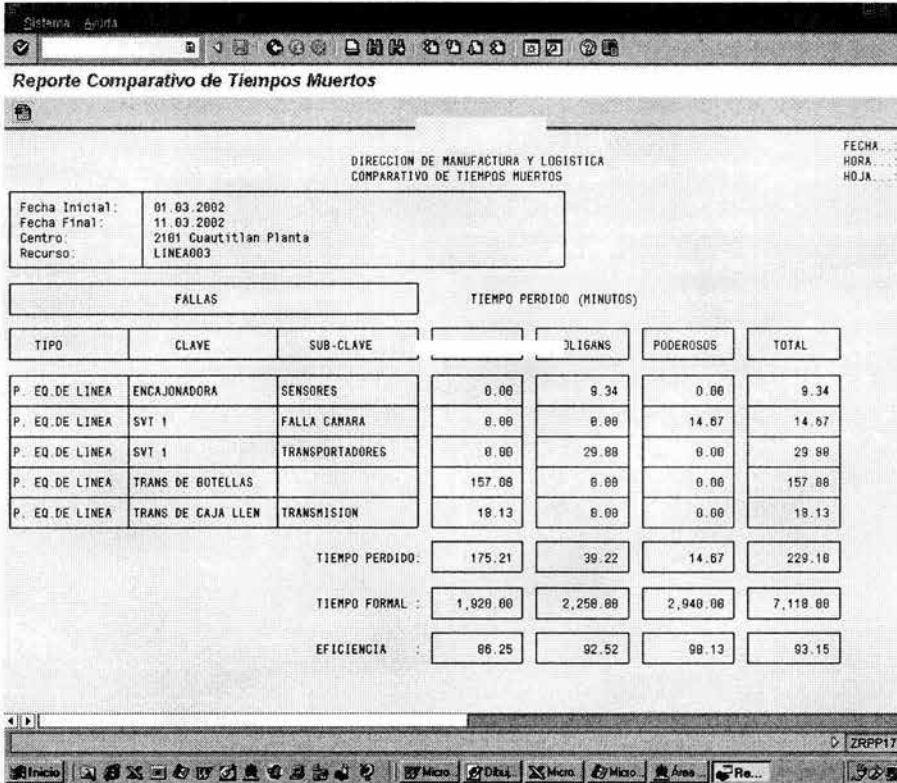 Sistema Ayuda
Reporte Comparativo de Tiempos Muertos
FECHA...:
DIRECCION DE MANUFACTURA Y LOGISTICA HORA....:
COMPARATIVO DE TIEMPOS MUERTOS HOJA....:
Fecha Inicial: 01.03.2002
Fecha Final: 11.03.2002
Centro: 2101 Cuautitlan Planta
Recurso: LINEA003
FALLAS TIEMPO PERDIDO (MINUTOS)
TIPO CLAVE SUB-CLAVE OLIGANS PODEROSOS TOTAL
P. EQ.DE LINEA ENCAJONADORA SENSORES 0.00 9.34 0.00 9.34
P. EQ.DE LINEA SVT 1 FALLA CAMARA 0.00 0.00 14.67 14.67
P. EQ.DE LINEA SVT 1 TRANSPORTADORES 0.00 29.88 0.00 29.88
P. EQ.DE LINEA TRANS DE BOTELLAS 157.08 0.00 0.00 157.08
P. EQ.DE LINEA TRANS DE CAJA LLEN TRANSMISION 18.13 0.00 0.00 18.13
TIEMPO PERDIDO: 175.21 39.22 14.67 229.10
TIEMPO FORMAL : 1,920.00 2,250.00 2,940.00 7,110.00
EFICIENCIA : 86.25 92.52 98.13 93.15
ZRPP17
Inicio Micro Dibuj... Micro... Micro... Área ... Re...